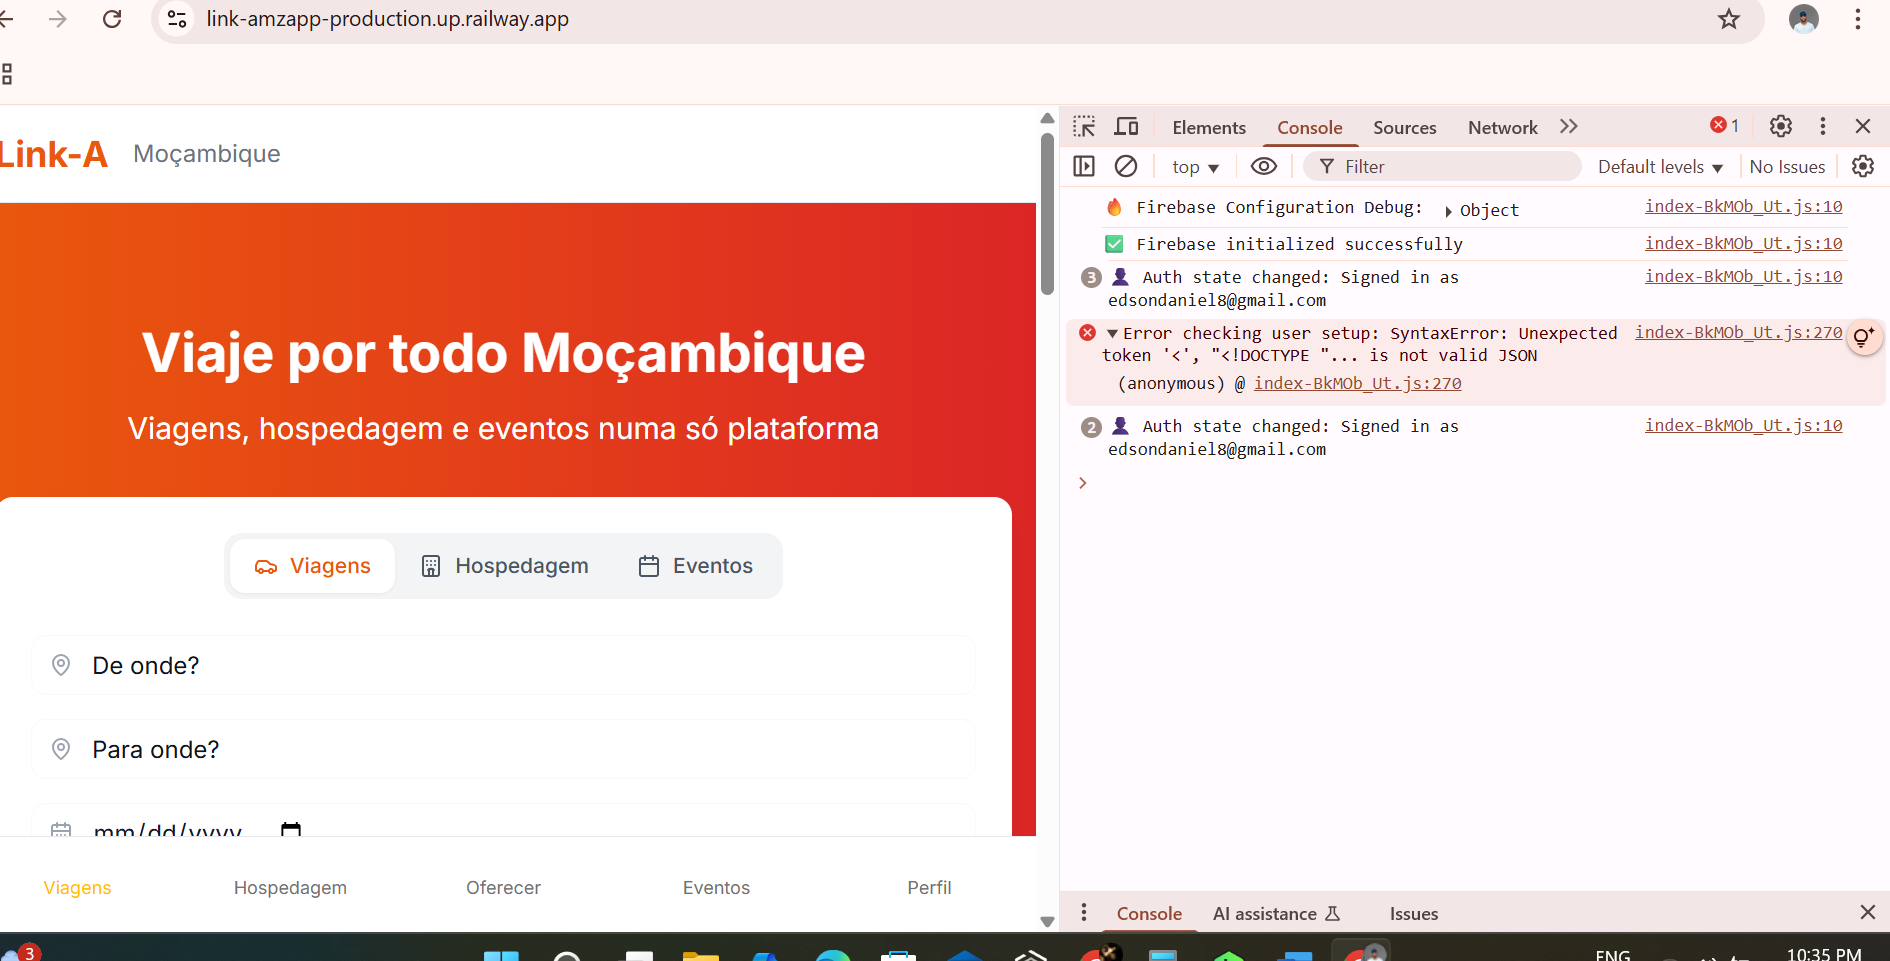 link-amzapp-production.up.railway.app
Link-A Moçambique
Viaje por todo Moçambique
Viagens, hospedagem e eventos numa só plataforma
Viagens Hospedagem Eventos
De onde?
Para onde?
mm/dd/yyyy
Viagens Hospedagem Oferecer Eventos Perfil
Elements Console Sources Network 1
top Filter Default levels No Issues
🔥 Firebase Configuration Debug: Object index-BkMOb_Ut.js:10
✅ Firebase initialized successfully index-BkMOb_Ut.js:10
3 👤 Auth state changed: Signed in as index-BkMOb_Ut.js:10
edsondaniel8@gmail.com
Error checking user setup: SyntaxError: Unexpected index-BkMOb_Ut.js:270
token '<', "<!DOCTYPE "... is not valid JSON
(anonymous) @ index-BkMOb_Ut.js:270
2 👤 Auth state changed: Signed in as index-BkMOb_Ut.js:10
edsondaniel8@gmail.com
Console AI assistance Issues
3 ENG 10:35 PM